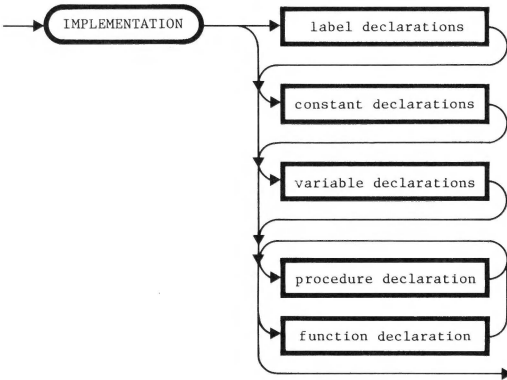 IMPLEMENTATION
label declarations
constant declarations
variable declarations
procedure declaration
function declaration